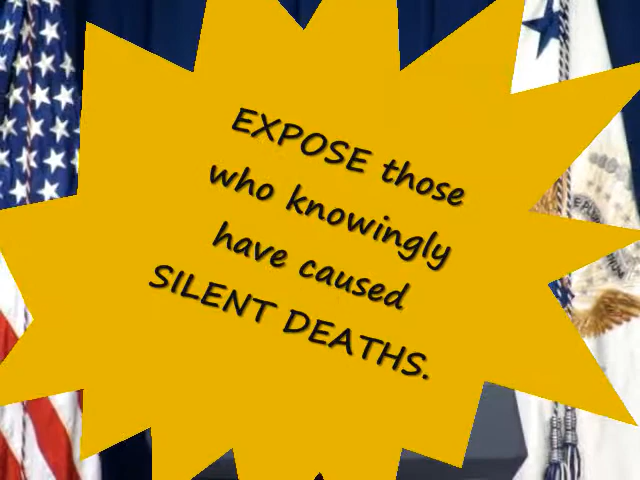 EXPOSE those
who knowingly
have caused
SILENT DEATHS.